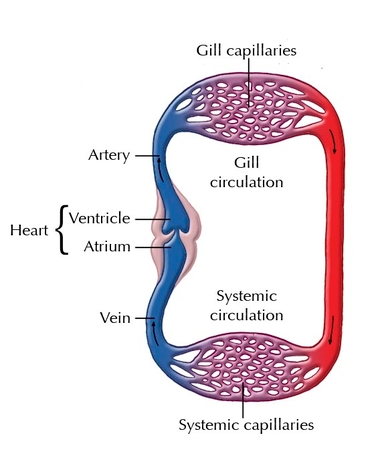 Gill capillaries
Artery
Gill
circulation
Ventricle
Heart {
Atrium
Systemic
circulation
Vein
Systemic capillaries